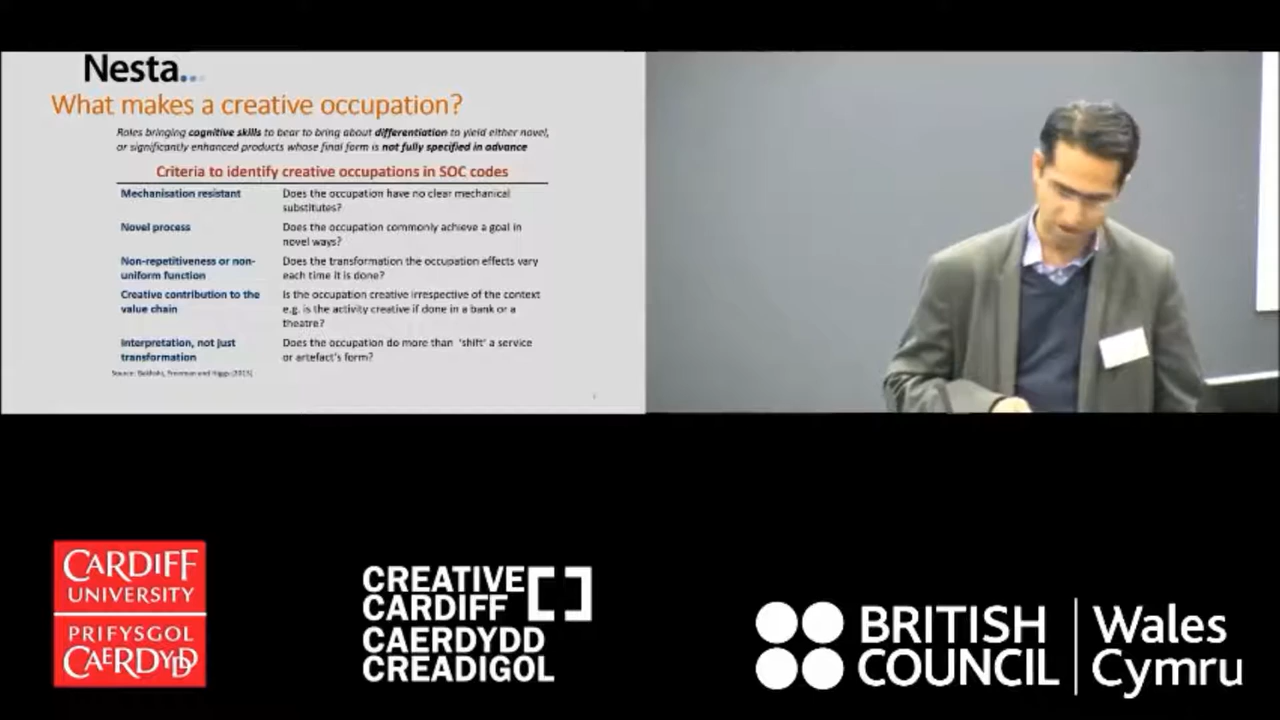 Nesta...
What makes a creative occupation?
Roles bringing cognitive skills to bear to bring about differentiation to yield either novel,
or significantly enhanced products whose final form is not fully specified in advance
Criteria to identify creative occupations in SOC codes
Mechanisation resistant
Does the occupation have no clear mechanical
substitutes?
Novel process
Does the occupation commonly achieve a goal in
novel ways?
Non-repetitiveness or non-
uniform function
Does the transformation the occupation effects vary
each time it is done?
Creative contribution to the
value chain
Is the occupation creative irrespective of the context
e.g. is the activity creative if done in a bank or a
theatre?
Interpretation, not just
transformation
Does the occupation do more than 'shift' a service
or artefact's form?
Source: Bakhshi, Freeman and Higgs (2013)
CARDIFF
UNIVERSITY
PRIFYSGOL
CAERDYDD
CREATIVE
CARDIFF
CAERDYDD
CREADIGOL
BRITISH
COUNCIL
Wales
Cymru